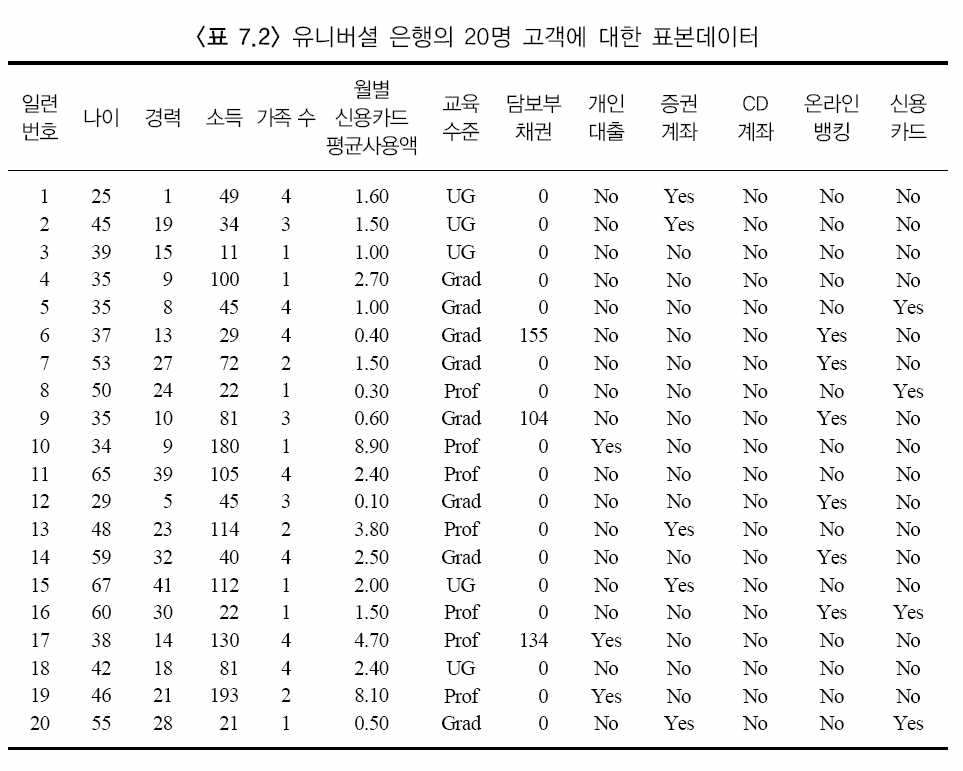 <표 7.2> 유니버셜 은행의 20명 고객에 대한 표본데이터
일련번호 나이 경력 소득 가족 수 월별 신용카드 평균사용액 교육수준 담보부채권 개인대출 증권계좌 CD계좌 온라인뱅킹 신용카드
1 25 1 49 4 1.60 UG 0 No Yes No No No
2 45 19 34 3 1.50 UG 0 No Yes No No No
3 39 15 11 1 1.00 UG 0 No No No No No
4 35 9 100 1 2.70 Grad 0 No No No No No
5 35 8 45 4 1.00 Grad 0 No No No No Yes
6 37 13 29 4 0.40 Grad 155 No No No Yes No
7 53 27 72 2 1.50 Grad 0 No No No Yes No
8 50 24 22 1 0.30 Prof 0 No No No No Yes
9 35 10 81 3 0.60 Grad 104 No No No Yes No
10 34 9 180 1 8.90 Prof 0 Yes No No No No
11 65 39 105 4 2.40 Prof 0 No No No No No
12 29 5 45 3 0.10 Grad 0 No No No Yes No
13 48 23 114 2 3.80 Prof 0 No Yes No No No
14 59 32 40 4 2.50 Grad 0 No No No Yes No
15 67 41 112 1 2.00 UG 0 No Yes No No No
16 60 30 22 1 1.50 Prof 0 No No No Yes Yes
17 38 14 130 4 4.70 Prof 134 Yes No No No No
18 42 18 81 4 2.40 UG 0 No No No No No
19 46 21 193 2 8.10 Prof 0 Yes No No No No
20 55 28 21 1 0.50 Grad 0 No Yes No No Yes